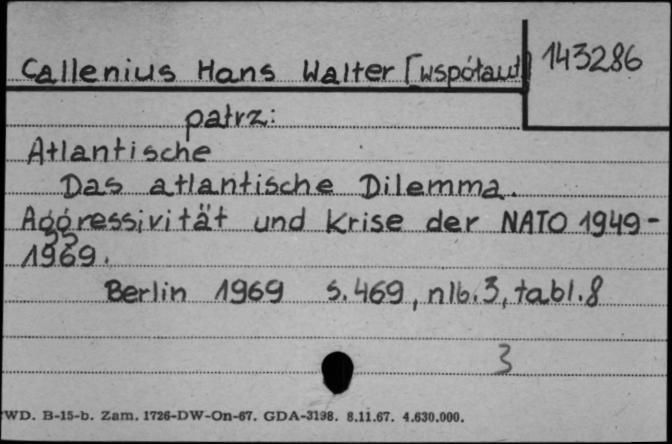 Callenius Hans Walter [współaut] 143286
patrz:
Atlantische
Das atlantische Dilemma.
Aggressivität und Krise der NATO 1949-
1969.
Berlin 1969 s.469, nlb.3, tabl.8
3
WD. B-15-b. Zam. 1726-DW-On-67. GDA-3198. 8.11.67. 4.630.000.